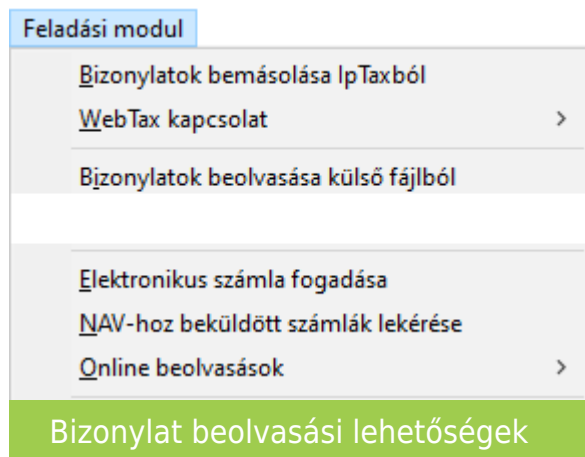 Feladási modul
Bizonylatok bemásolása IpTaxból
WebTax kapcsolat
Bizonylatok beolvasása külső fájlból
Elektronikus számla fogadása
NAV-hoz beküldött számlák lekérése
Online beolvasások
Bizonylat beolvasási lehetőségek